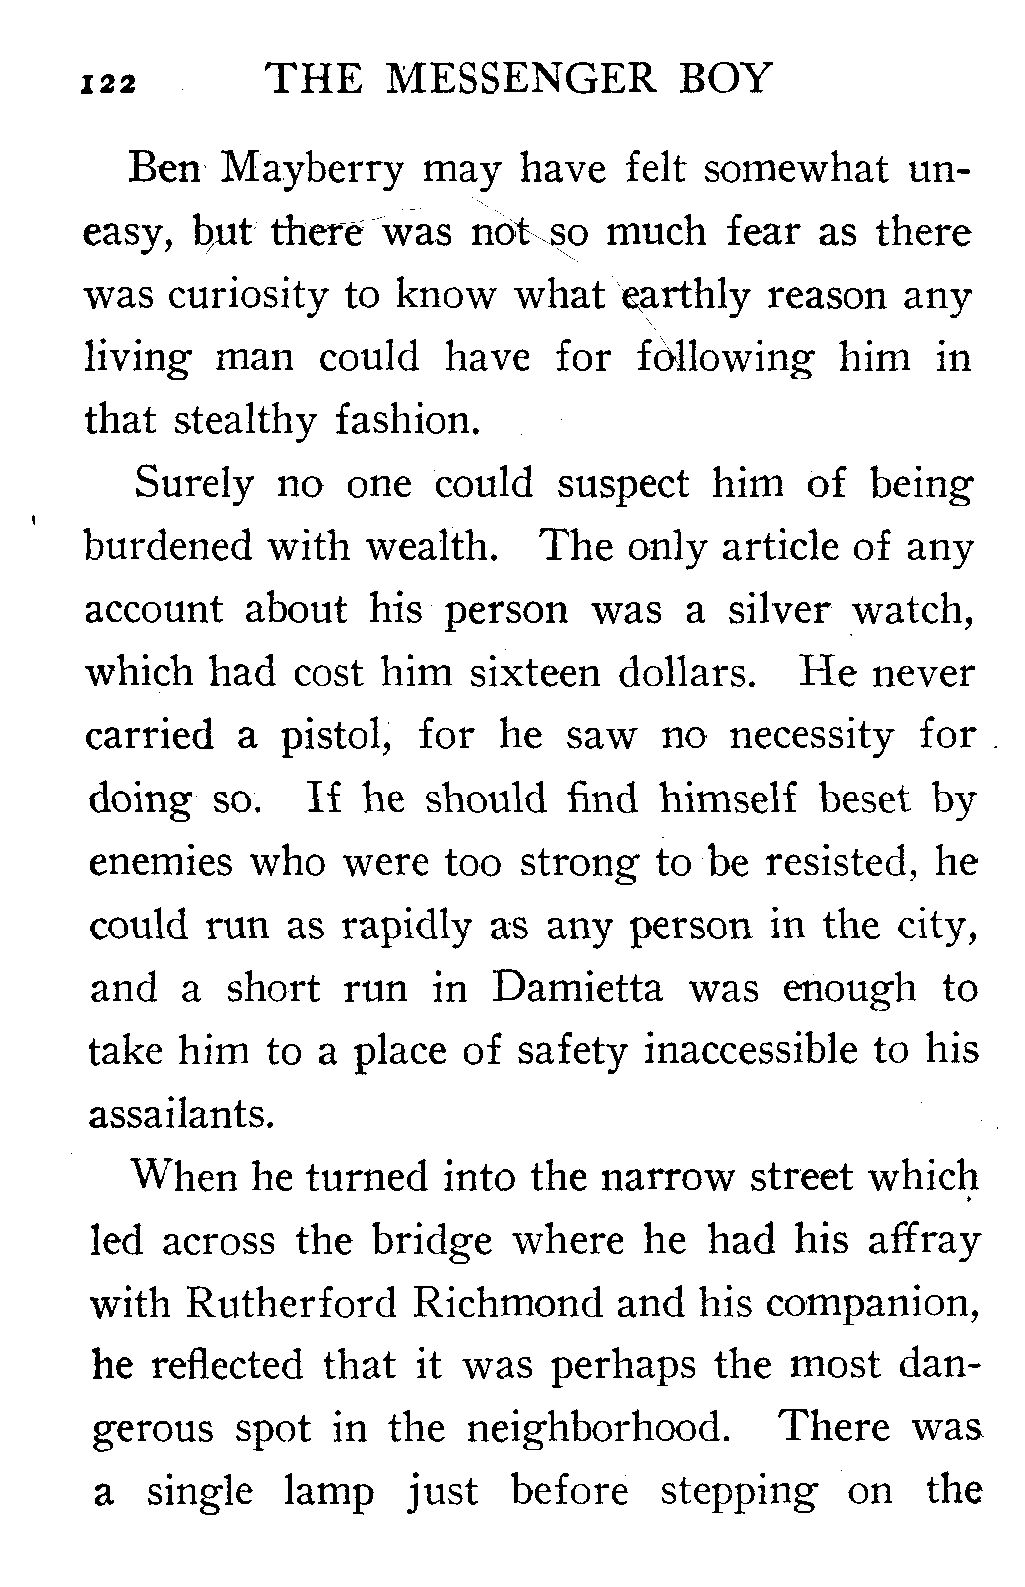 122 THE MESSENGER BOY
Ben Mayberry may have felt somewhat un-
easy, but there was not so much fear as there
was curiosity to know what earthly reason any
living man could have for following him in
that stealthy fashion.
Surely no one could suspect him of being
burdened with wealth. The only article of any
account about his person was a silver watch,
which had cost him sixteen dollars. He never
carried a pistol, for he saw no necessity for
doing so. If he should find himself beset by
enemies who were too strong to be resisted, he
could run as rapidly as any person in the city,
and a short run in Damietta was enough to
take him to a place of safety inaccessible to his
assailants.
When he turned into the narrow street which
led across the bridge where he had his affray
with Rutherford Richmond and his companion,
he reflected that it was perhaps the most dan-
gerous spot in the neighborhood. There was
a single lamp just before stepping on the